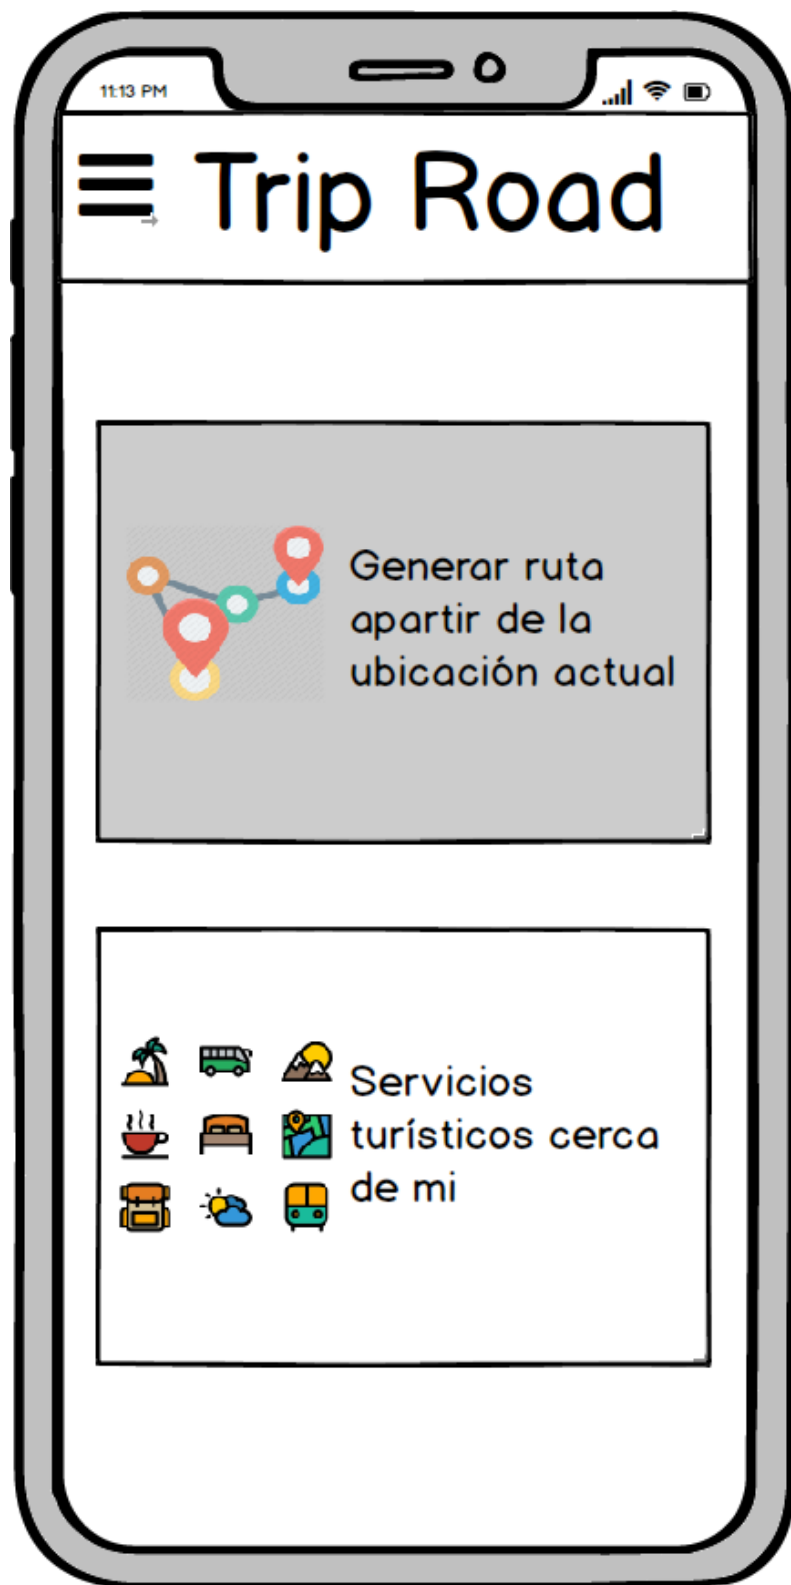 11:13 PM
Trip Road
Generar ruta
apartir de la
ubicación actual
Servicios
turísticos cerca
de mi